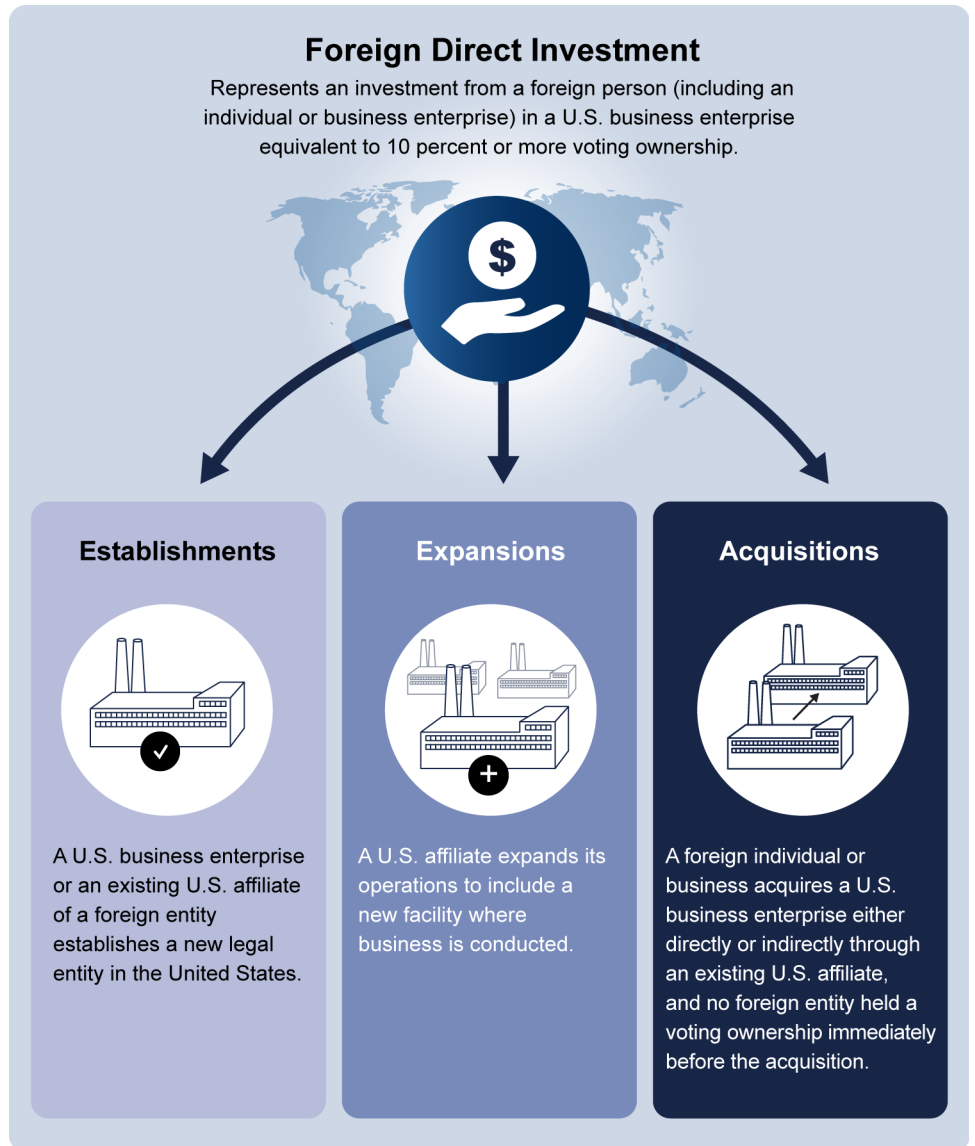 Foreign Direct Investment
Represents an investment from a foreign person (including an
individual or business enterprise) in a U.S. business enterprise
equivalent to 10 percent or more voting ownership.
$
Establishments
A U.S. business enterprise
or an existing U.S. affiliate
of a foreign entity
establishes a new legal
entity in the United States.
Expansions
A U.S. affiliate expands its
operations to include a
new facility where
business is conducted.
Acquisitions
A foreign individual or
business acquires a U.S.
business enterprise either
directly or indirectly through
an existing U.S. affiliate,
and no foreign entity held a
voting ownership immediately
before the acquisition.